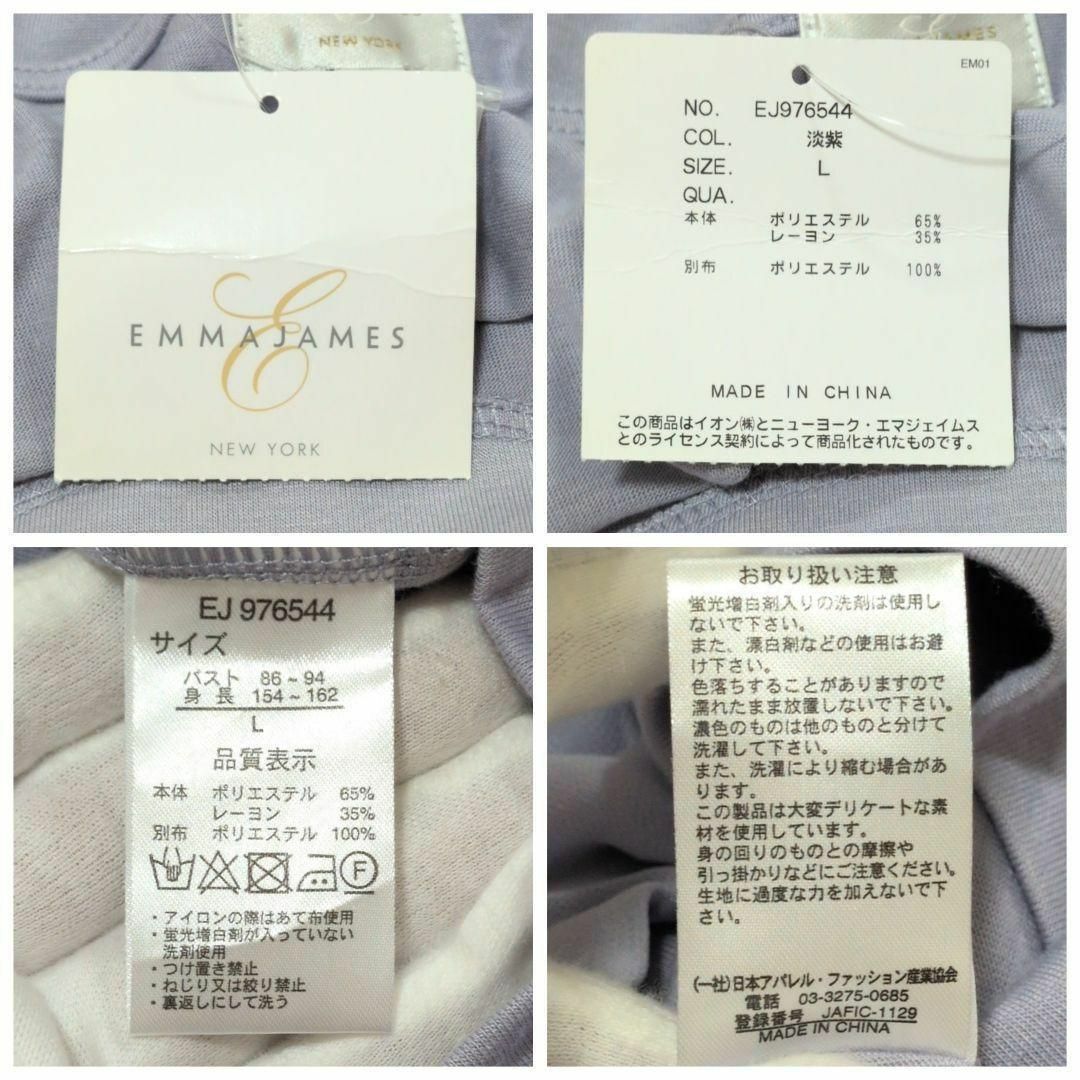 NEW YORK
EMMAJAMES
NEW YORK
JAMES
EM01
NO. EJ976544
COL. 淡紫
SIZE. L
QUA.
本体 ポリエステル 65%
レーヨン 35%
別布 ポリエステル 100%
MADE IN CHINA
この商品はイオン㈱とニューヨーク・エマジェイムス
とのライセンス契約によって商品化されたものです。
EJ 976544
サイズ
バスト 86~94
身長 154~162
L
品質表示
本体 ポリエステル 65%
レーヨン 35%
別布 ポリエステル 100%
F
・アイロンの際はあて布使用
・蛍光増白剤が入っていない
洗剤使用
・つけ置き禁止
・ねじり又は絞り禁止
・裏返しにして洗う
お取り扱い注意
蛍光増白剤入りの洗剤は使用し
ないで下さい。
また、漂白剤などの使用はお避
け下さい。
色落ちすることがありますので
濡れたまま放置しないで下さい。
濃色のものは他のものと分けて
洗濯して下さい。
また、洗濯により縮む場合があ
ります。
この製品は大変デリケートな素
材を使用しています。
身の回りのものとの摩擦や
引っ掛かりなどにご注意ください。
生地に過度な力を加えないで下
さい。
(一社)日本アパレル・ファッション産業協会
電話 03-3275-0685
登録番号 JAFIC-1129
MADE IN CHINA